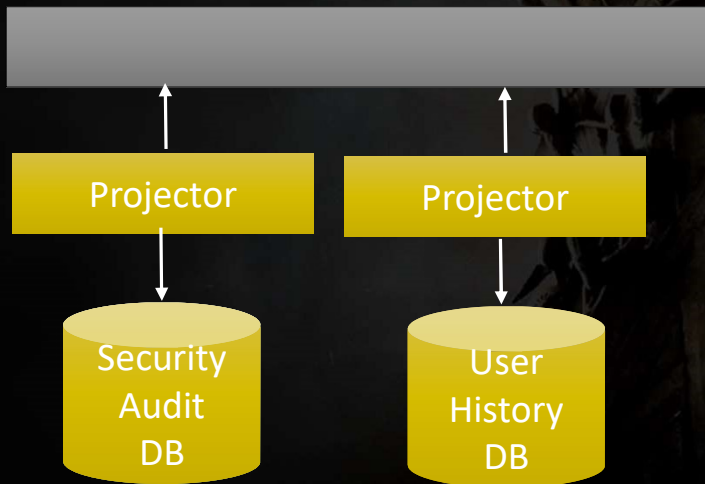 Projector
Projector
Security
Audit
DB
User
History
DB